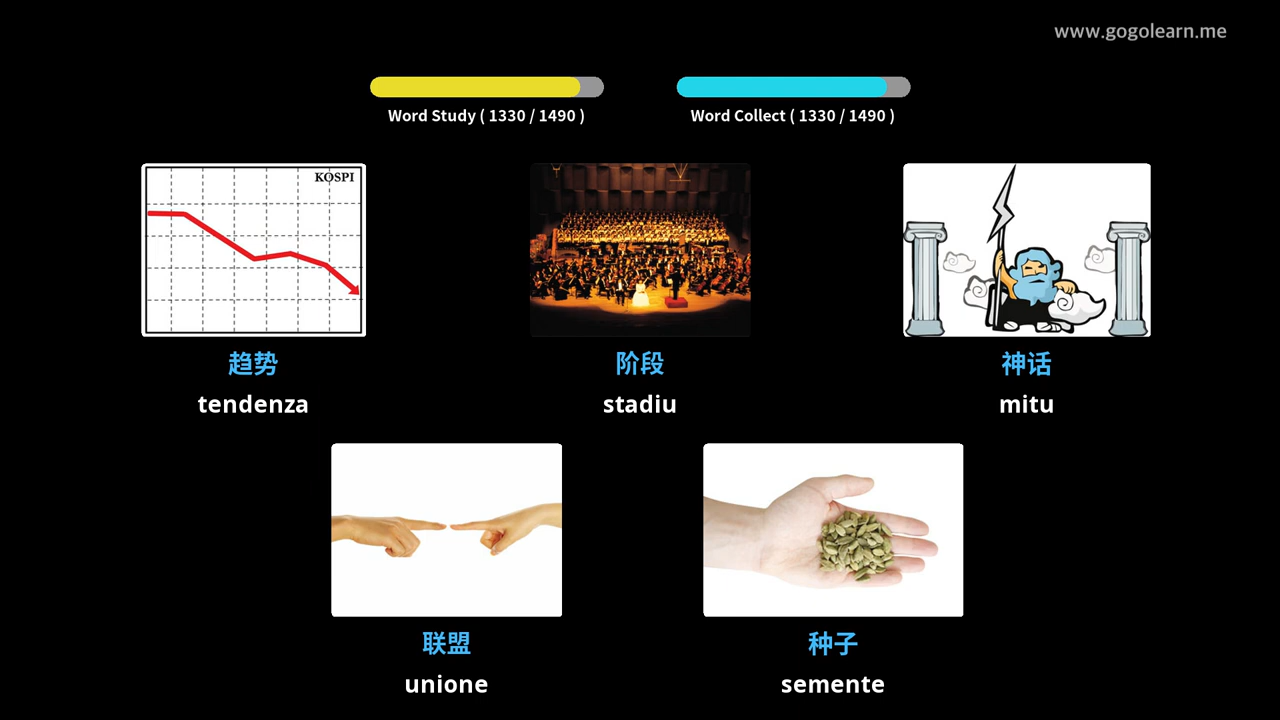 www.gogolearn.me
Word Study ( 1330 / 1490 )
Word Collect ( 1330 / 1490 )
KOSPI
趋势
阶段
神话
tendenza
stadiu
mitu
联盟
种子
unione
semente